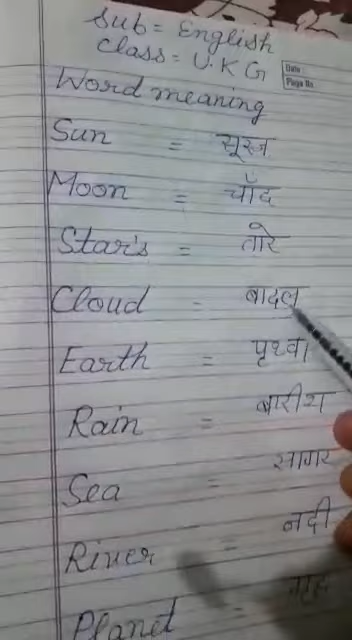 Sub = English
Class = U.K.G
Date :
Page No.
Word meaning
Sun = सूरज
Moon = चाँद
Star's = तारे
Cloud = बादल
Earth = पृथ्वी
Rain = बारीश
Sea = सागर
River = नदी
Planet =